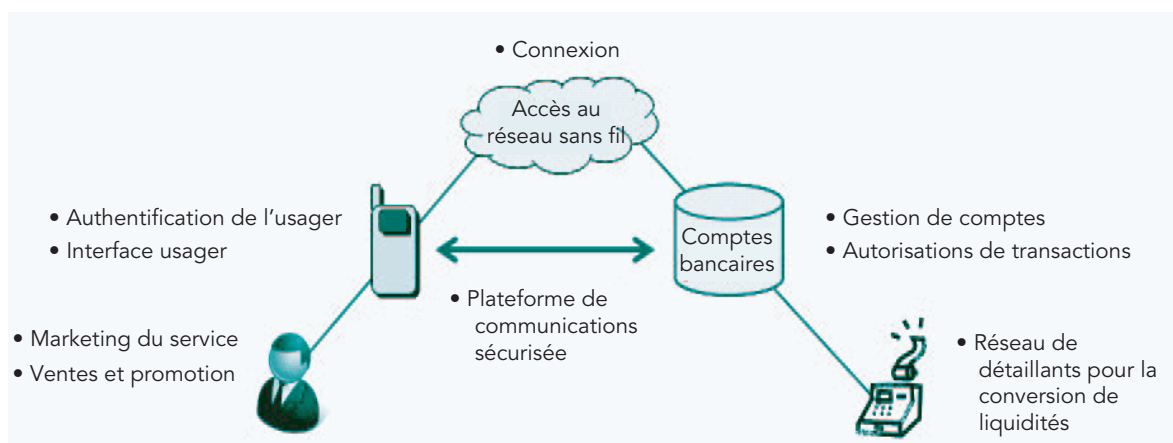 • Connexion
Accès au
réseau sans fil
• Authentification de l'usager
• Interface usager
Comptes
bancaires
• Gestion de comptes
• Autorisations de transactions
• Plateforme de
communications
sécurisée
• Marketing du service
• Ventes et promotion
• Réseau de
détaillants pour la
conversion de
liquidités